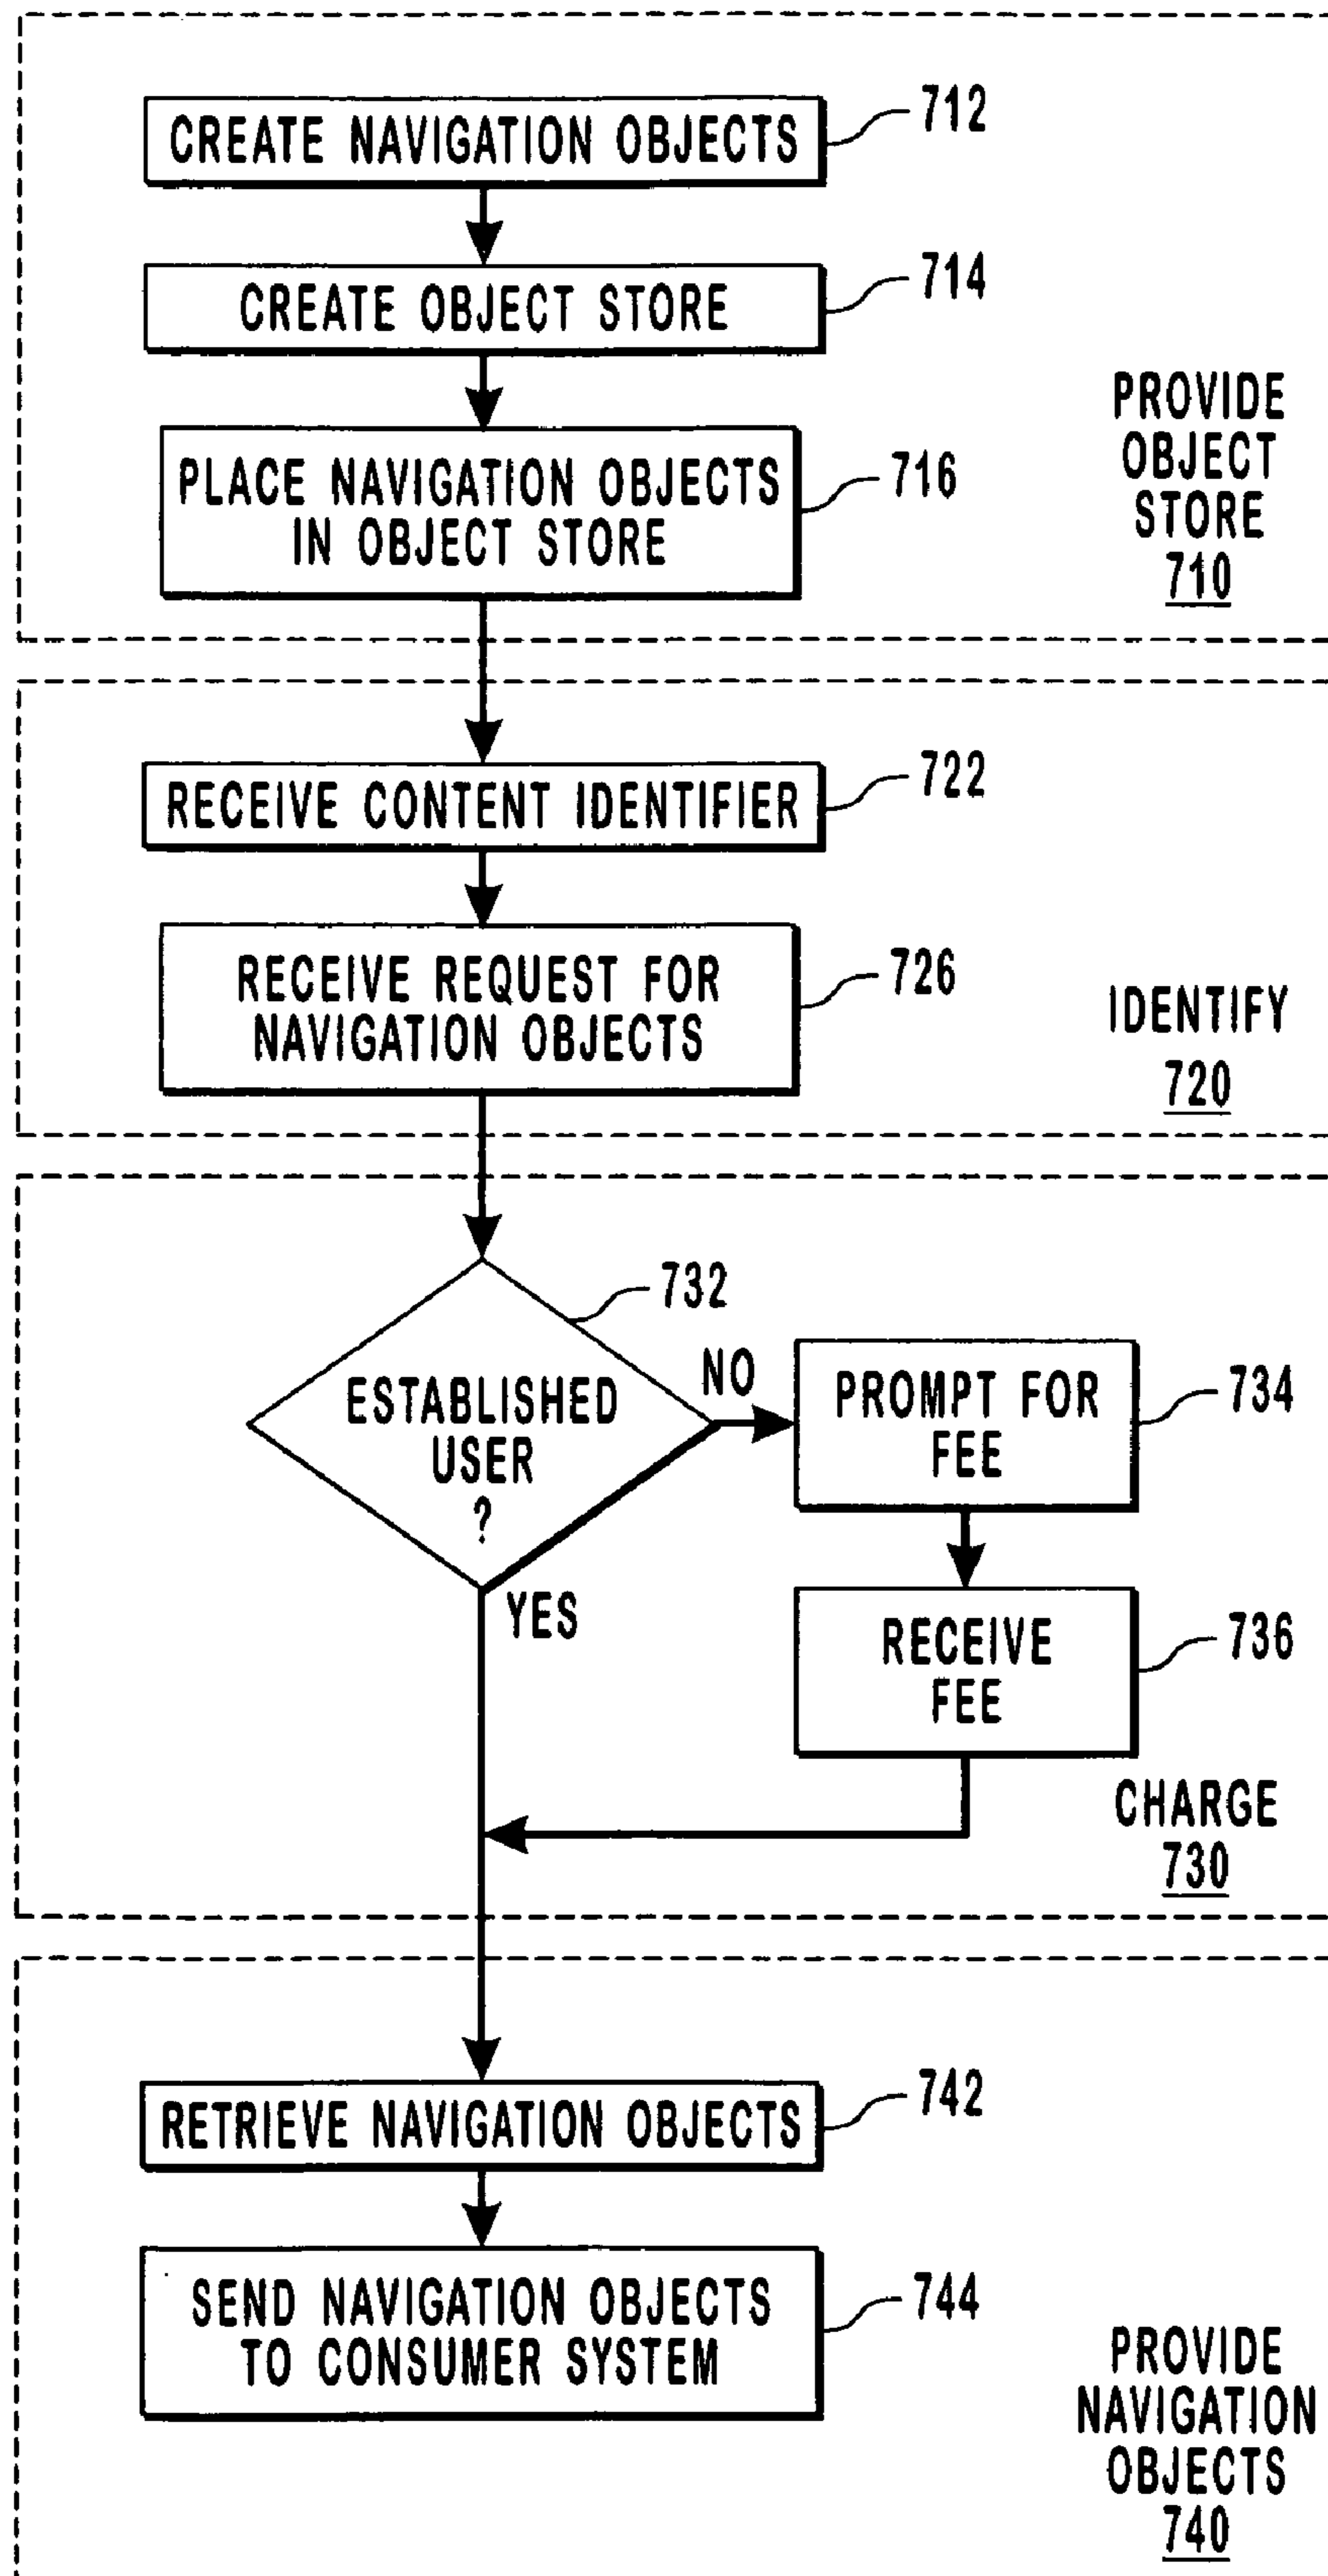 CREATE NAVIGATION OBJECTS
712
CREATE OBJECT STORE
714
PLACE NAVIGATION OBJECTS
IN OBJECT STORE
716
PROVIDE
OBJECT
STORE
710
RECEIVE CONTENT IDENTIFIER
722
RECEIVE REQUEST FOR
NAVIGATION OBJECTS
726
IDENTIFY
720
ESTABLISHED
USER
?
732
NO
YES
PROMPT FOR
FEE
734
RECEIVE
FEE
736
CHARGE
730
RETRIEVE NAVIGATION OBJECTS
742
SEND NAVIGATION OBJECTS
TO CONSUMER SYSTEM
744
PROVIDE
NAVIGATION
OBJECTS
740